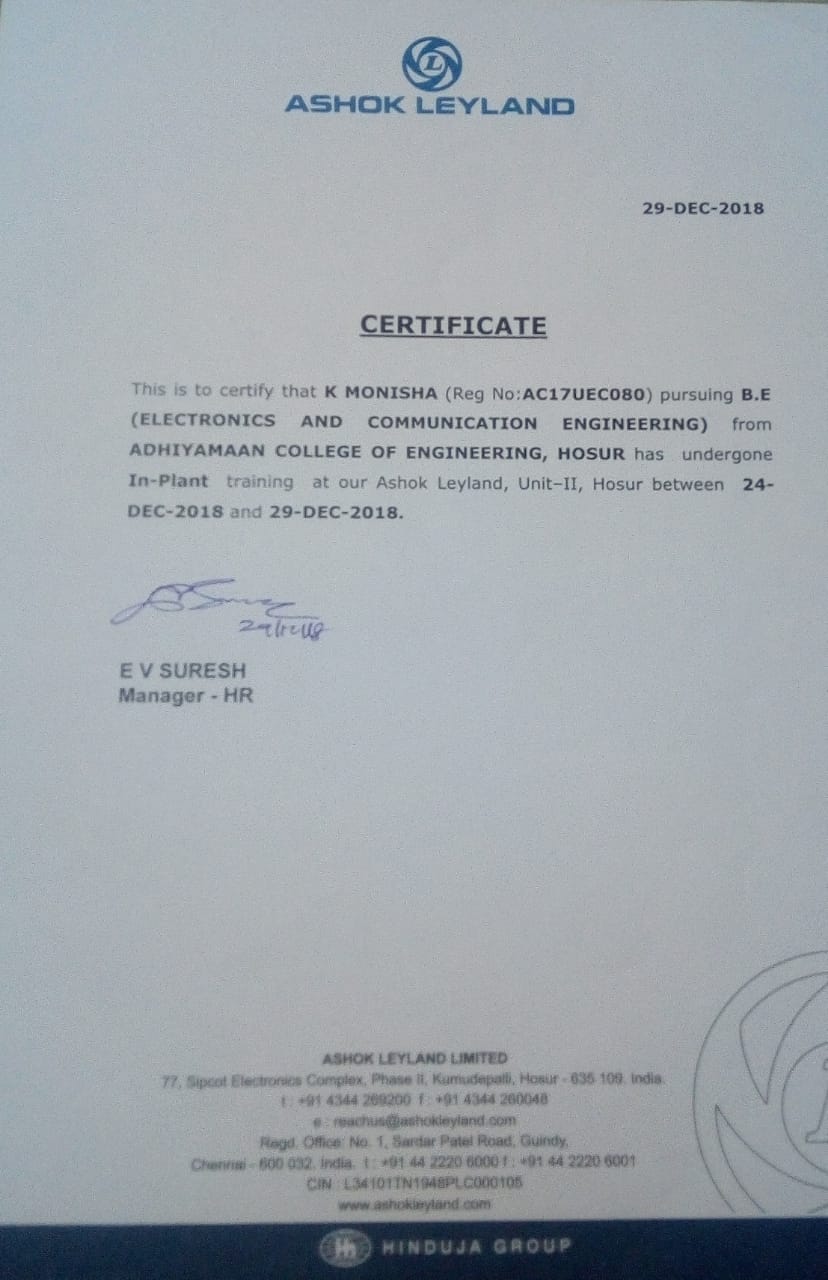 L
ASHOK LEYLAND
29-DEC-2018
CERTIFICATE
This is to certify that K MONISHA (Reg No:AC17UEC080) pursuing B.E
(ELECTRONICS AND COMMUNICATION ENGINEERING) from
ADHIYAMAAN COLLEGE OF ENGINEERING, HOSUR has undergone
In-Plant training at our Ashok Leyland, Unit–II, Hosur between 24-
DEC-2018 and 29-DEC-2018.
29/12/18
E V SURESH
Manager - HR
ASHOK LEYLAND LIMITED
77, Sipcot Electronics Complex, Phase II, Kumudepalli, Hosur - 635 109. India.
t : +91 4344 269200 f : +91 4344 260048
e : reachus@ashokleyland.com
Regd. Office: No. 1, Sardar Patel Road, Guindy,
Chennai - 600 032. India. t : +91 44 2220 6000 f : +91 44 2220 6001
CIN : L34101TN1948PLC000105
www.ashokleyland.com
HINDUJA GROUP